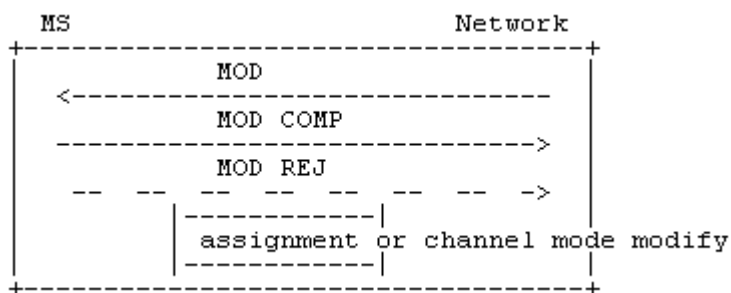 MS Network
MOD
MOD COMP
MOD REJ
assignment or channel mode modify